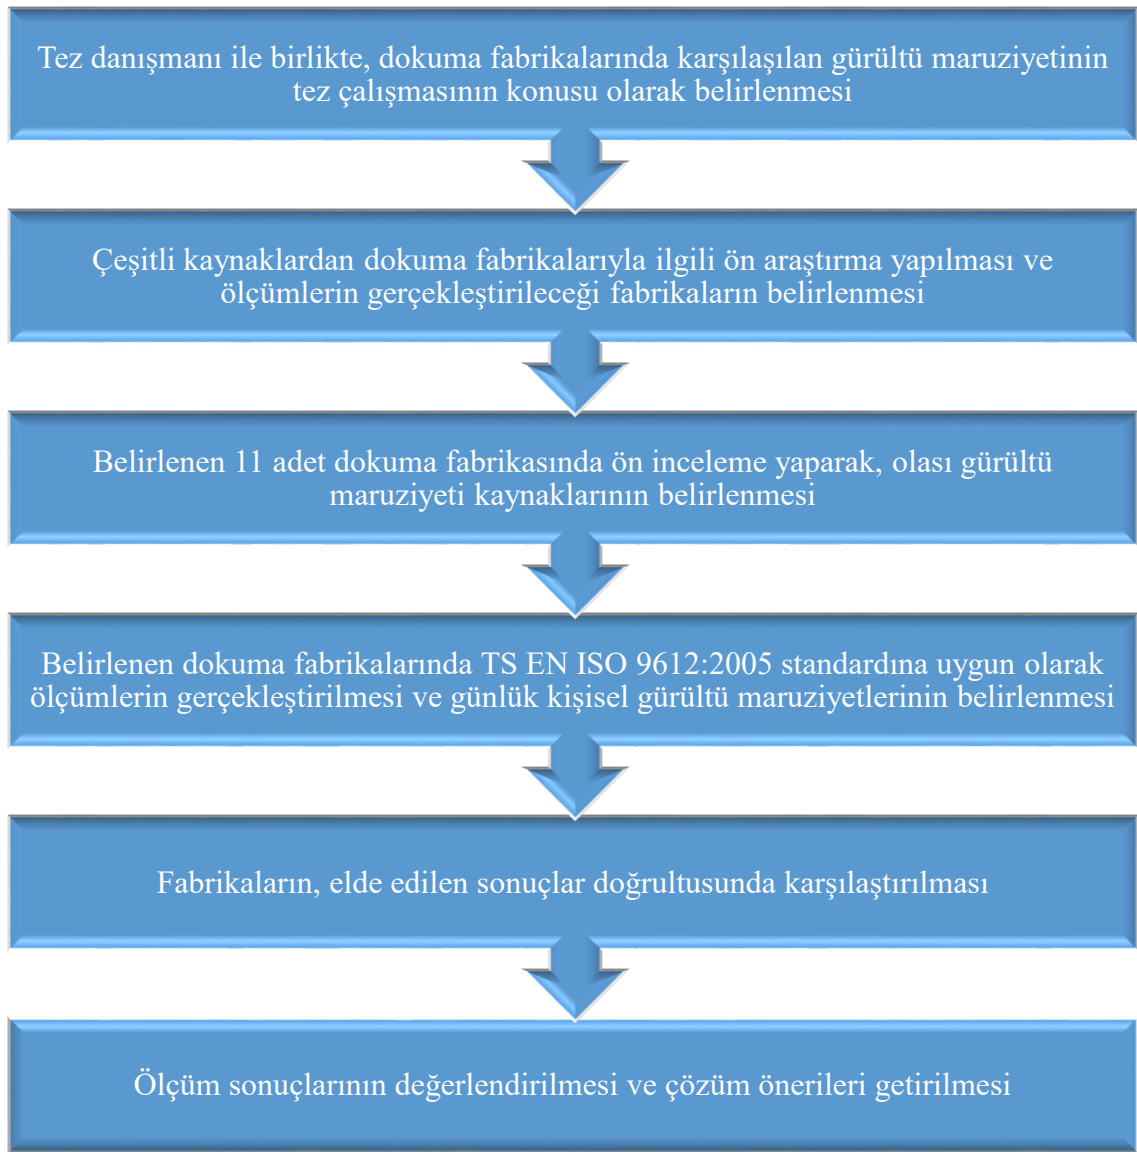 Tez danışmanı ile birlikte, dokuma fabrikalarında karşılaşılan gürültü maruziyetinin
tez çalışmasının konusu olarak belirlenmesi
Çeşitli kaynaklardan dokuma fabrikalarıyla ilgili ön araştırma yapılması ve
ölçümlerin gerçekleştirileceği fabrikaların belirlenmesi
Belirlenen 11 adet dokuma fabrikasında ön inceleme yaparak, olası gürültü
maruziyeti kaynaklarının belirlenmesi
Belirlenen dokuma fabrikalarında TS EN ISO 9612:2005 standardına uygun olarak
ölçümlerin gerçekleştirilmesi ve günlük kişisel gürültü maruziyetlerinin belirlenmesi
Fabrikaların, elde edilen sonuçlar doğrultusunda karşılaştırılması
Ölçüm sonuçlarının değerlendirilmesi ve çözüm önerileri getirilmesi